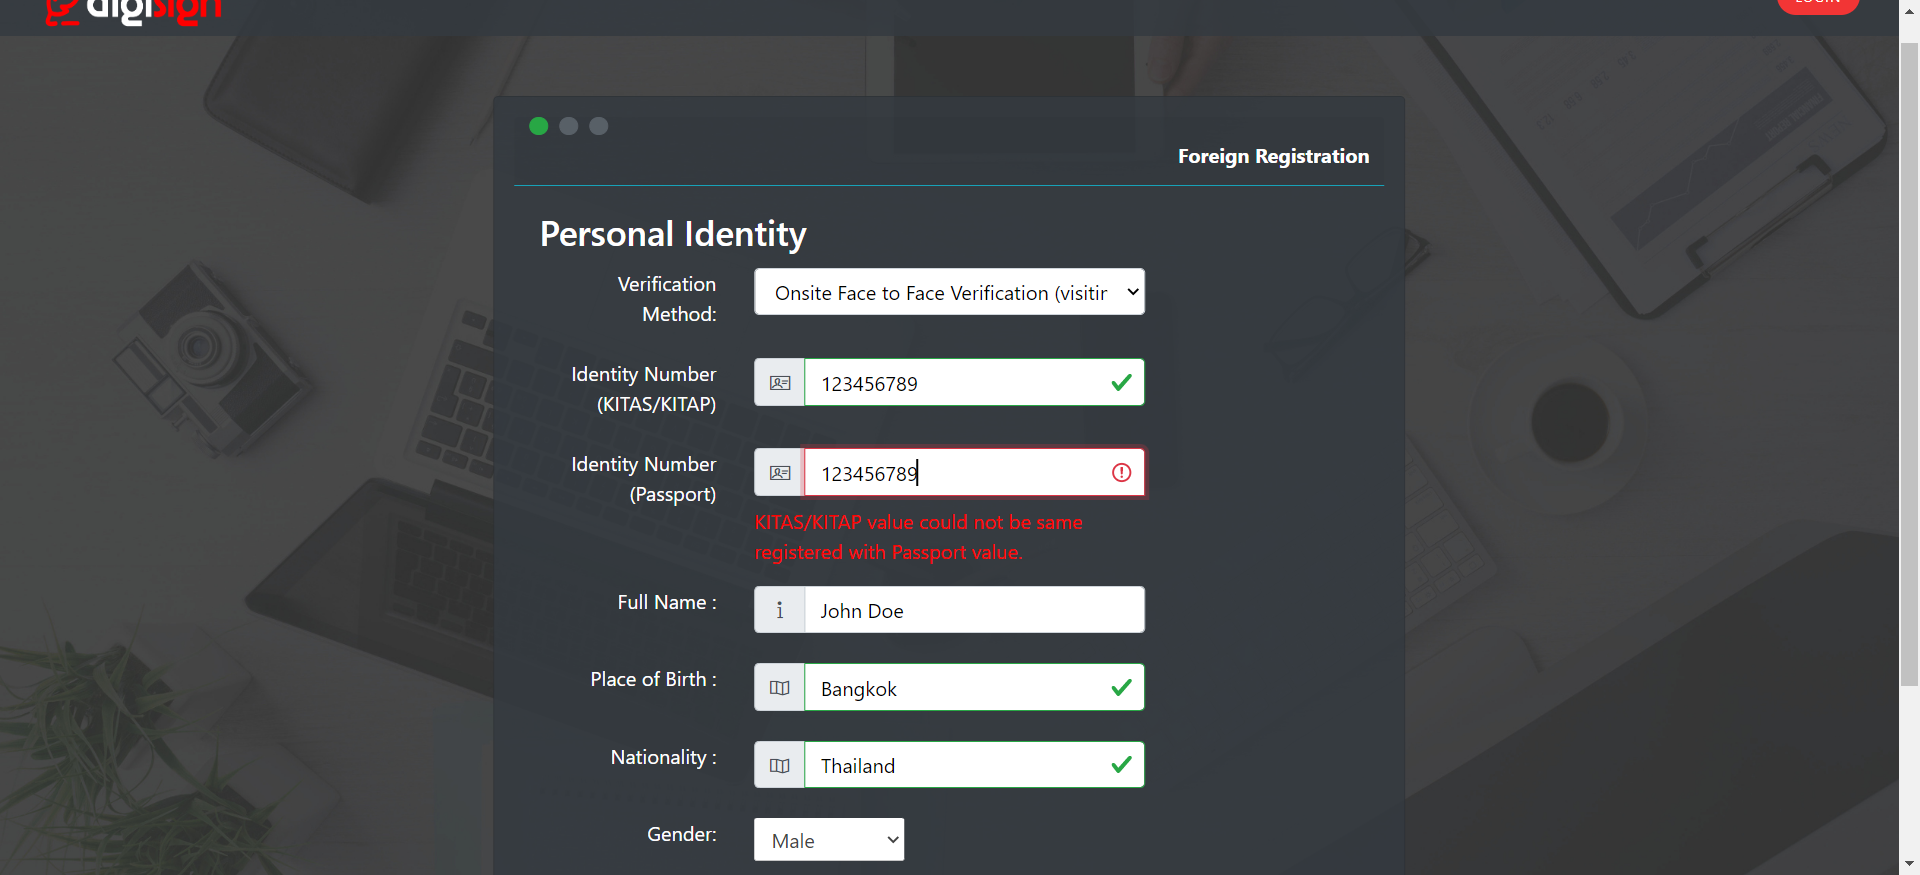 digisign
LOGIN
Foreign Registration
Personal Identity
Verification
Method:
Onsite Face to Face Verification (visitir
Identity Number
(KITAS/KITAP)
123456789
Identity Number
(Passport)
123456789
KITAS/KITAP value could not be same
registered with Passport value.
Full Name :
John Doe
Place of Birth :
Bangkok
Nationality :
Thailand
Gender:
Male